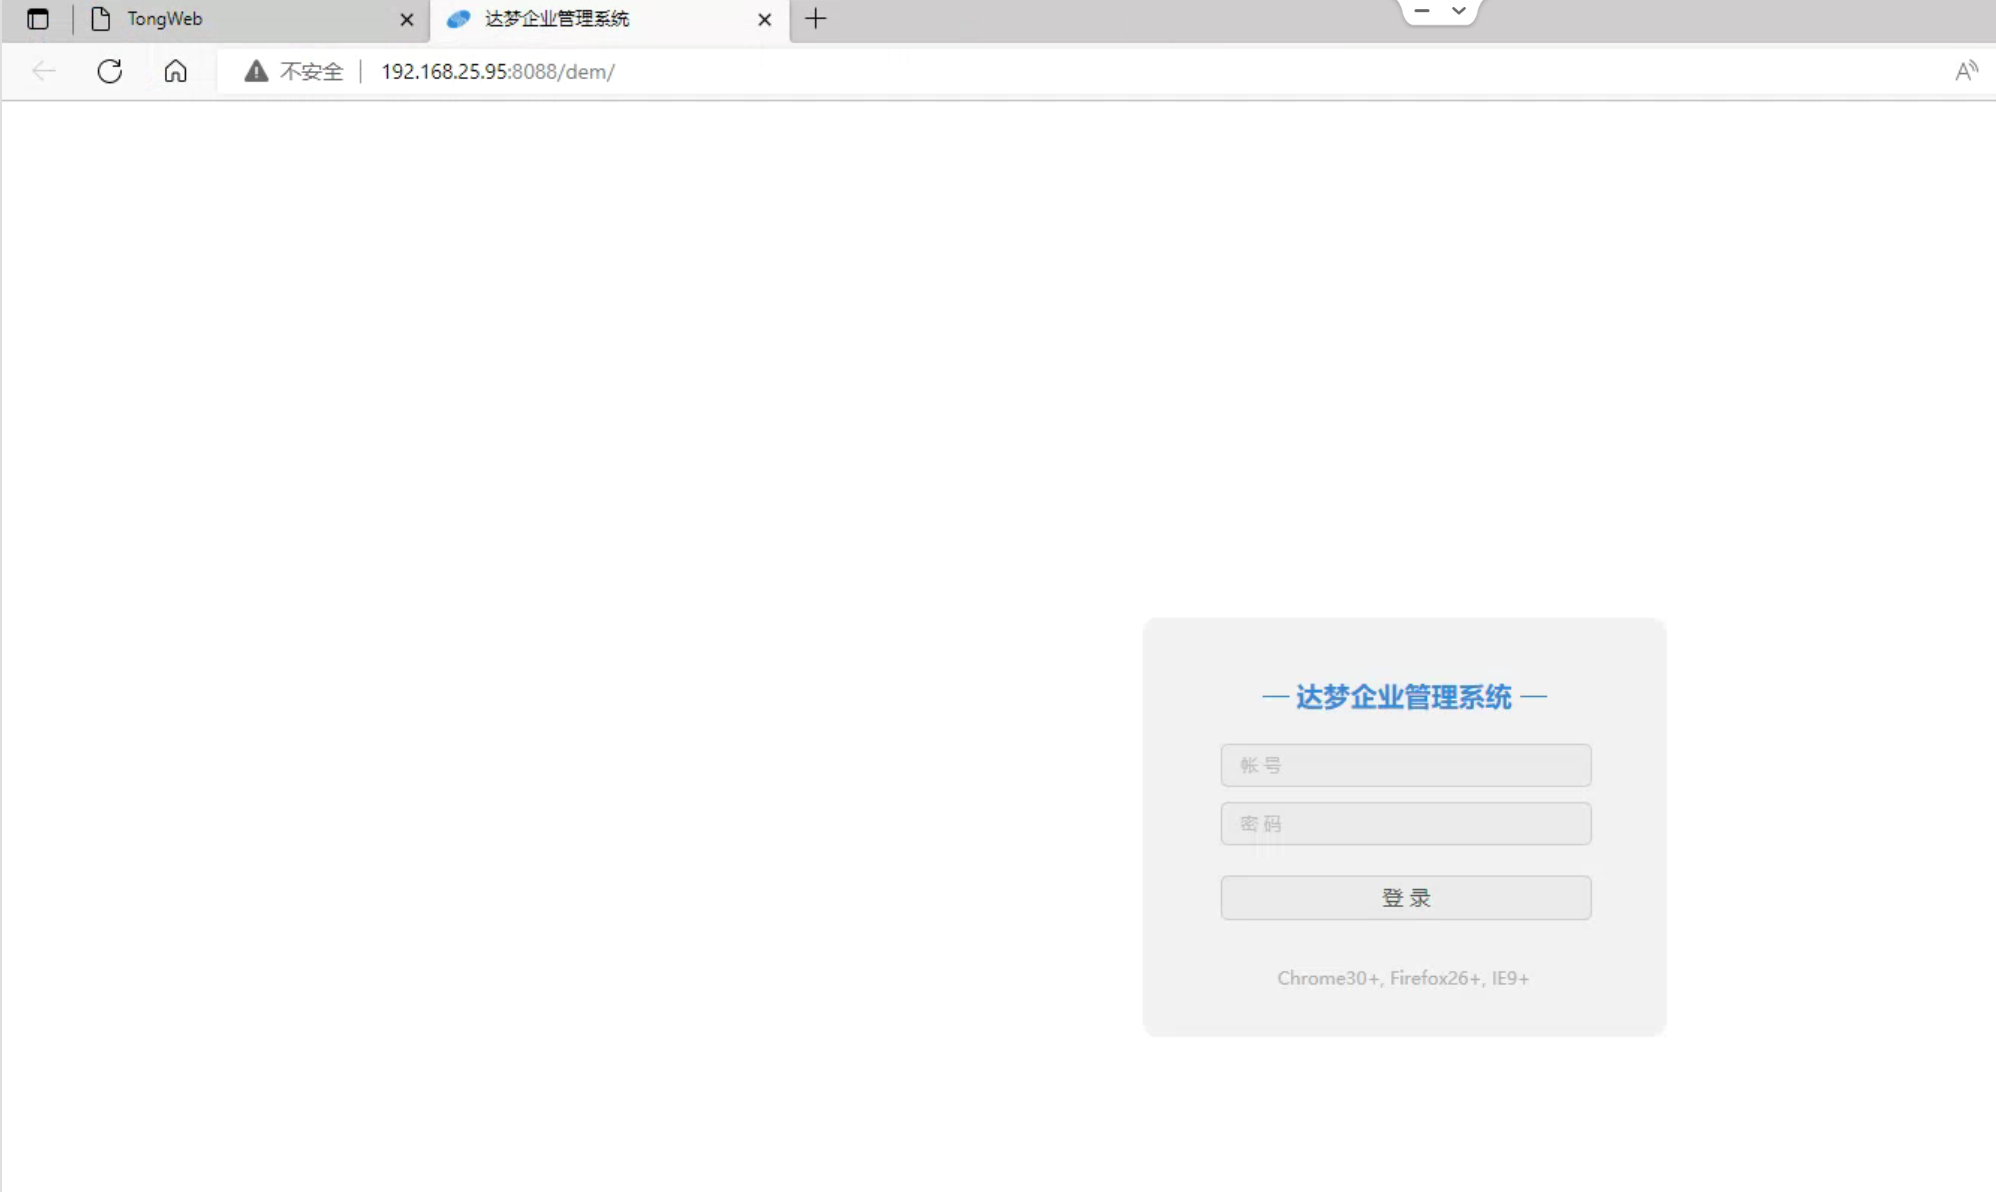 TongWeb
达梦企业管理系统
不安全 192.168.25.95:8088/dem/
达梦企业管理系统
帐号
密码
登录
Chrome30+, Firefox26+, IE9+